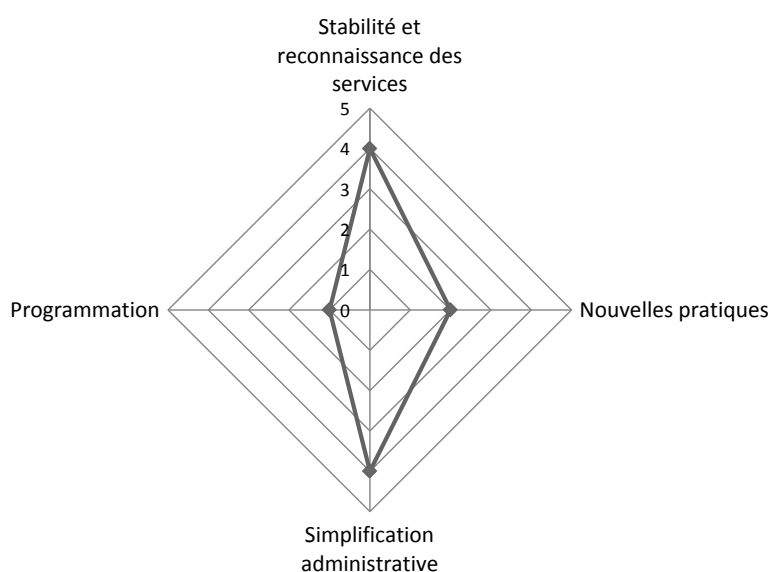 Stabilité et
reconnaissance des
services
5
4
3
2
1
0
Programmation
Nouvelles pratiques
Simplification
administrative